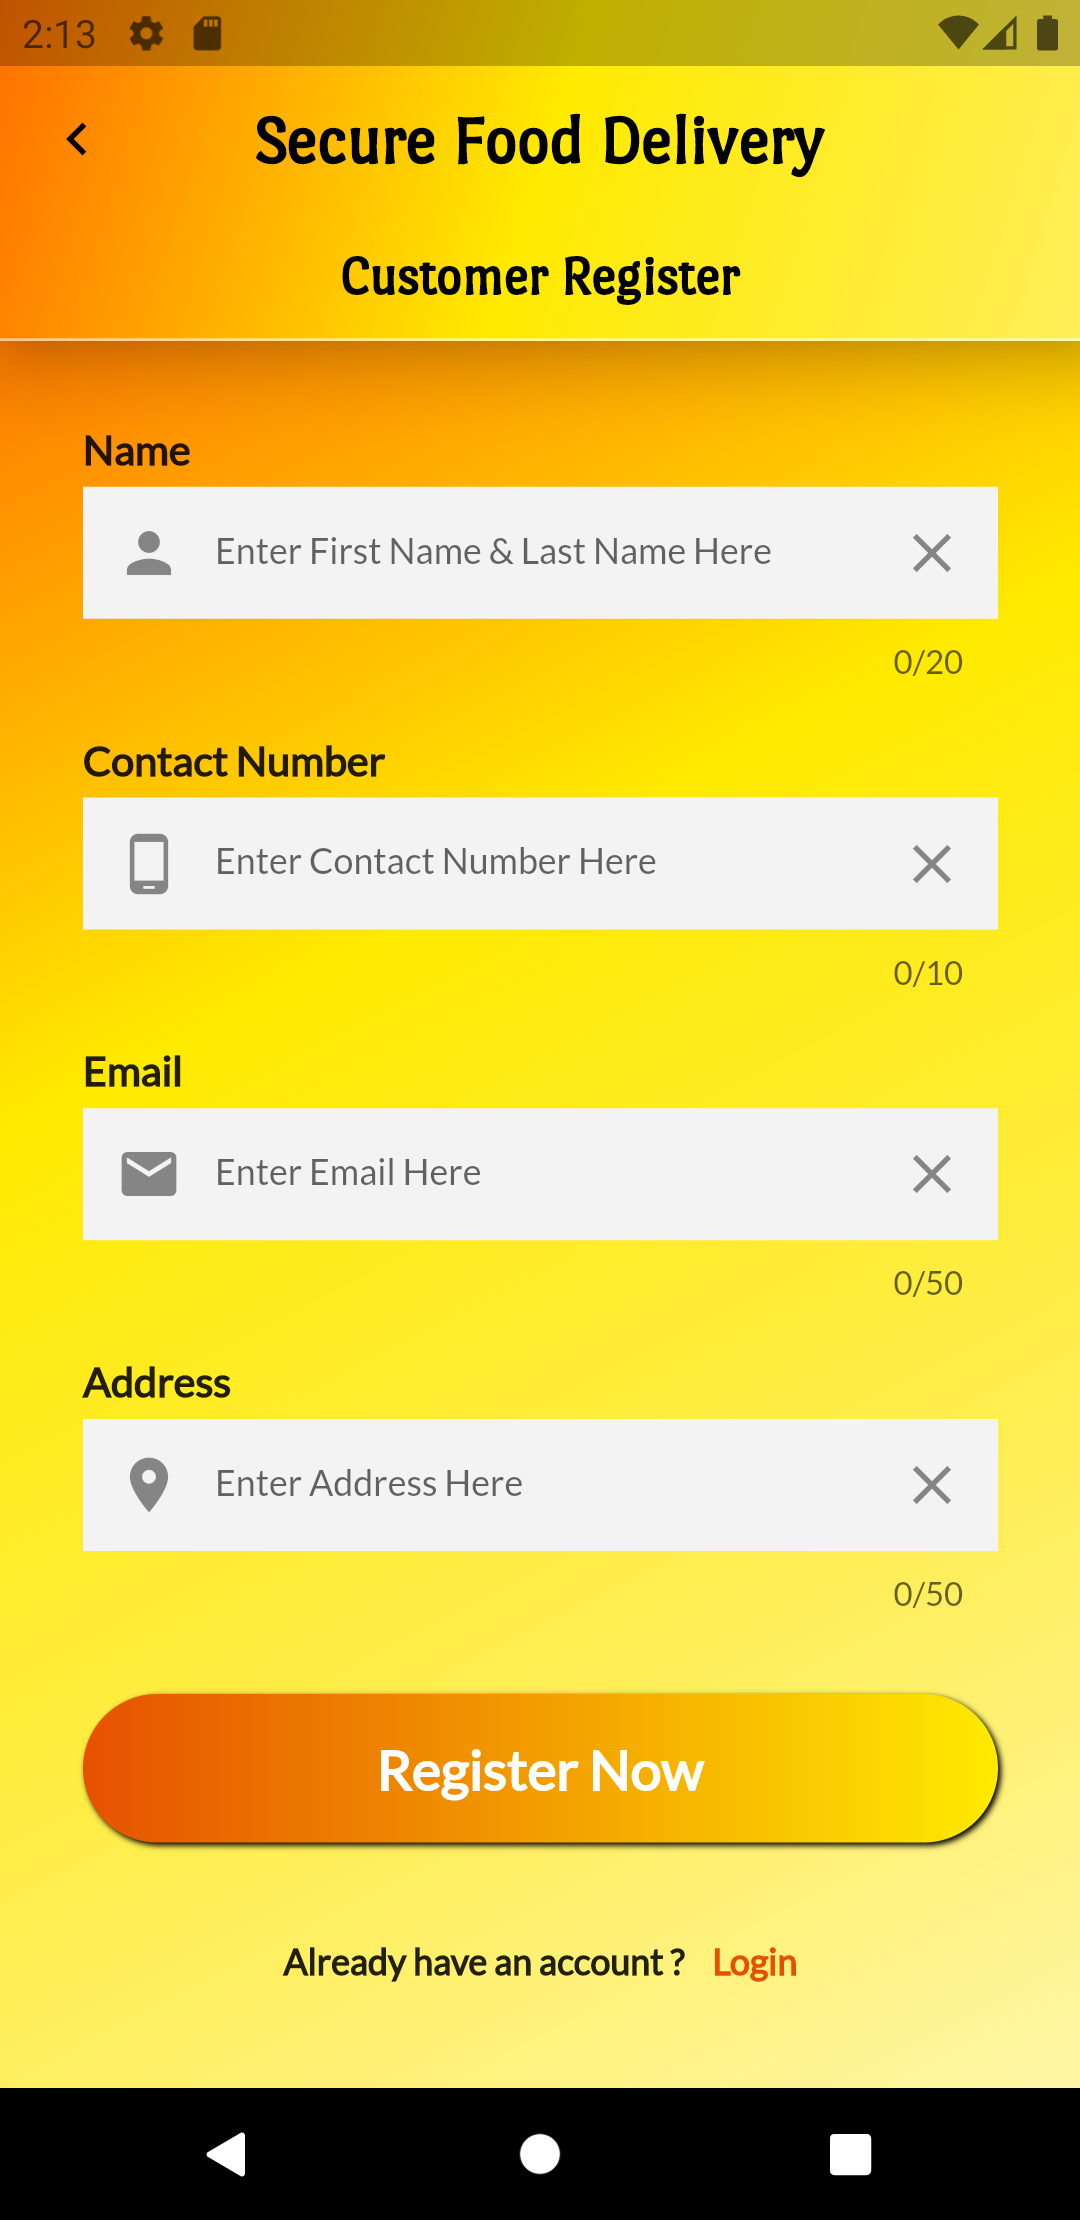 2:13
Secure Food Delivery
Customer Register
Name
Enter First Name & Last Name Here
0/20
Contact Number
Enter Contact Number Here
0/10
Email
Enter Email Here
0/50
Address
Enter Address Here
0/50
Register Now
Already have an account ? Login